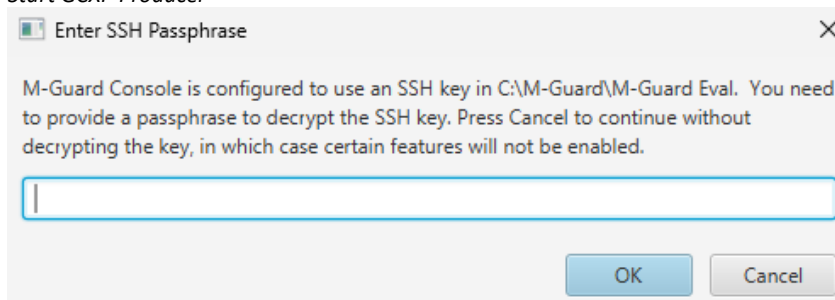 Start GCXP Producer
Enter SSH Passphrase
M-Guard Console is configured to use an SSH key in C:\M-Guard\M-Guard Eval. You need
to provide a passphrase to decrypt the SSH key. Press Cancel to continue without
decrypting the key, in which case certain features will not be enabled.
OK
Cancel